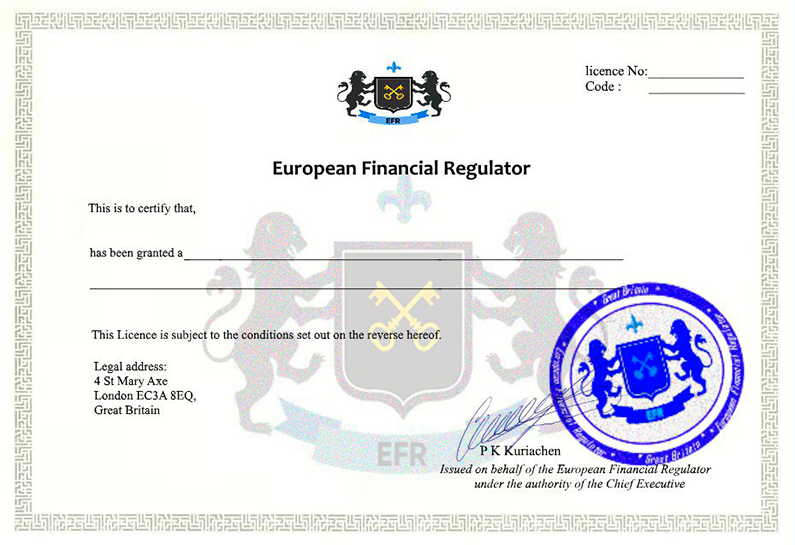 licence No:
Code :
EFR
European Financial Regulator
This is to certify that,
has been granted a
This Licence is subject to the conditions set out on the reverse hereof.
Legal address:
4 St Mary Axe
London EC3A 8EQ,
Great Britain
EFR
P K Kuriachen
Issued on behalf of the European Financial Regulator
under the authority of the Chief Executive
Great Britain
European Financial Regulator
Great Britain
European Financial Regulator
EFR